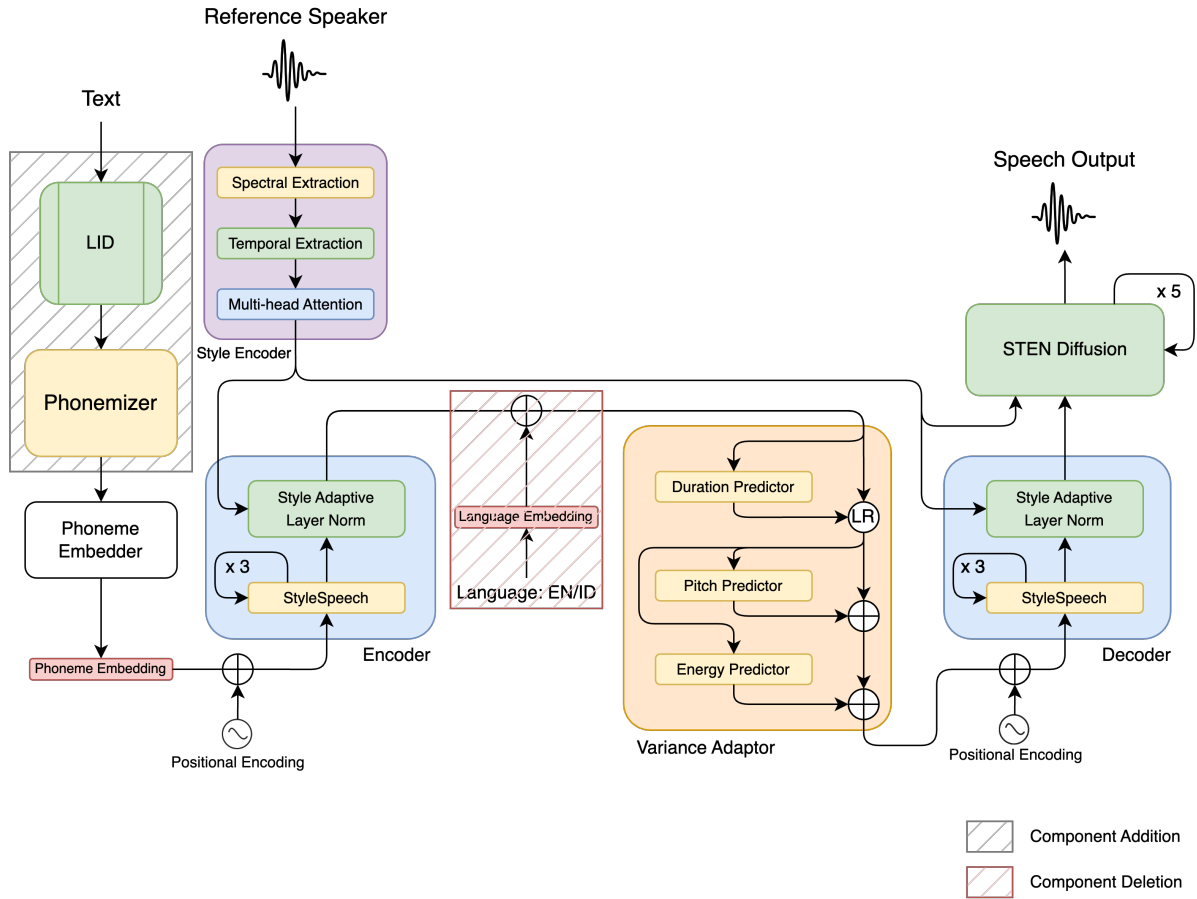 Reference Speaker
Text
LID
Phonemizer
Phoneme
Embedder
Phoneme Embedding
Positional Encoding
Spectral Extraction
Temporal Extraction
Multi-head Attention
Style Encoder
Style Adaptive
Layer Norm
x 3
StyleSpeech
Encoder
Language Embedding
Language: EN/ID
Duration Predictor
LR
Pitch Predictor
Energy Predictor
Variance Adaptor
Speech Output
x 5
STEN Diffusion
Style Adaptive
Layer Norm
x 3
StyleSpeech
Decoder
Positional Encoding
Component Addition
Component Deletion